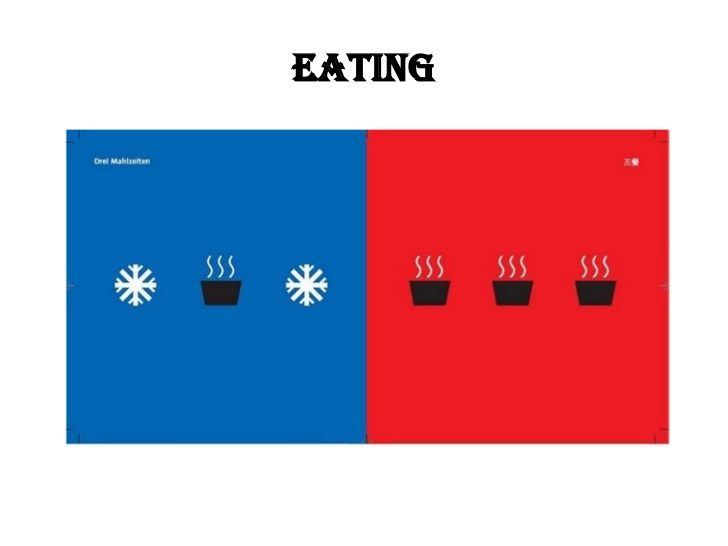 EATING
Drei Mahlzeiten
三餐